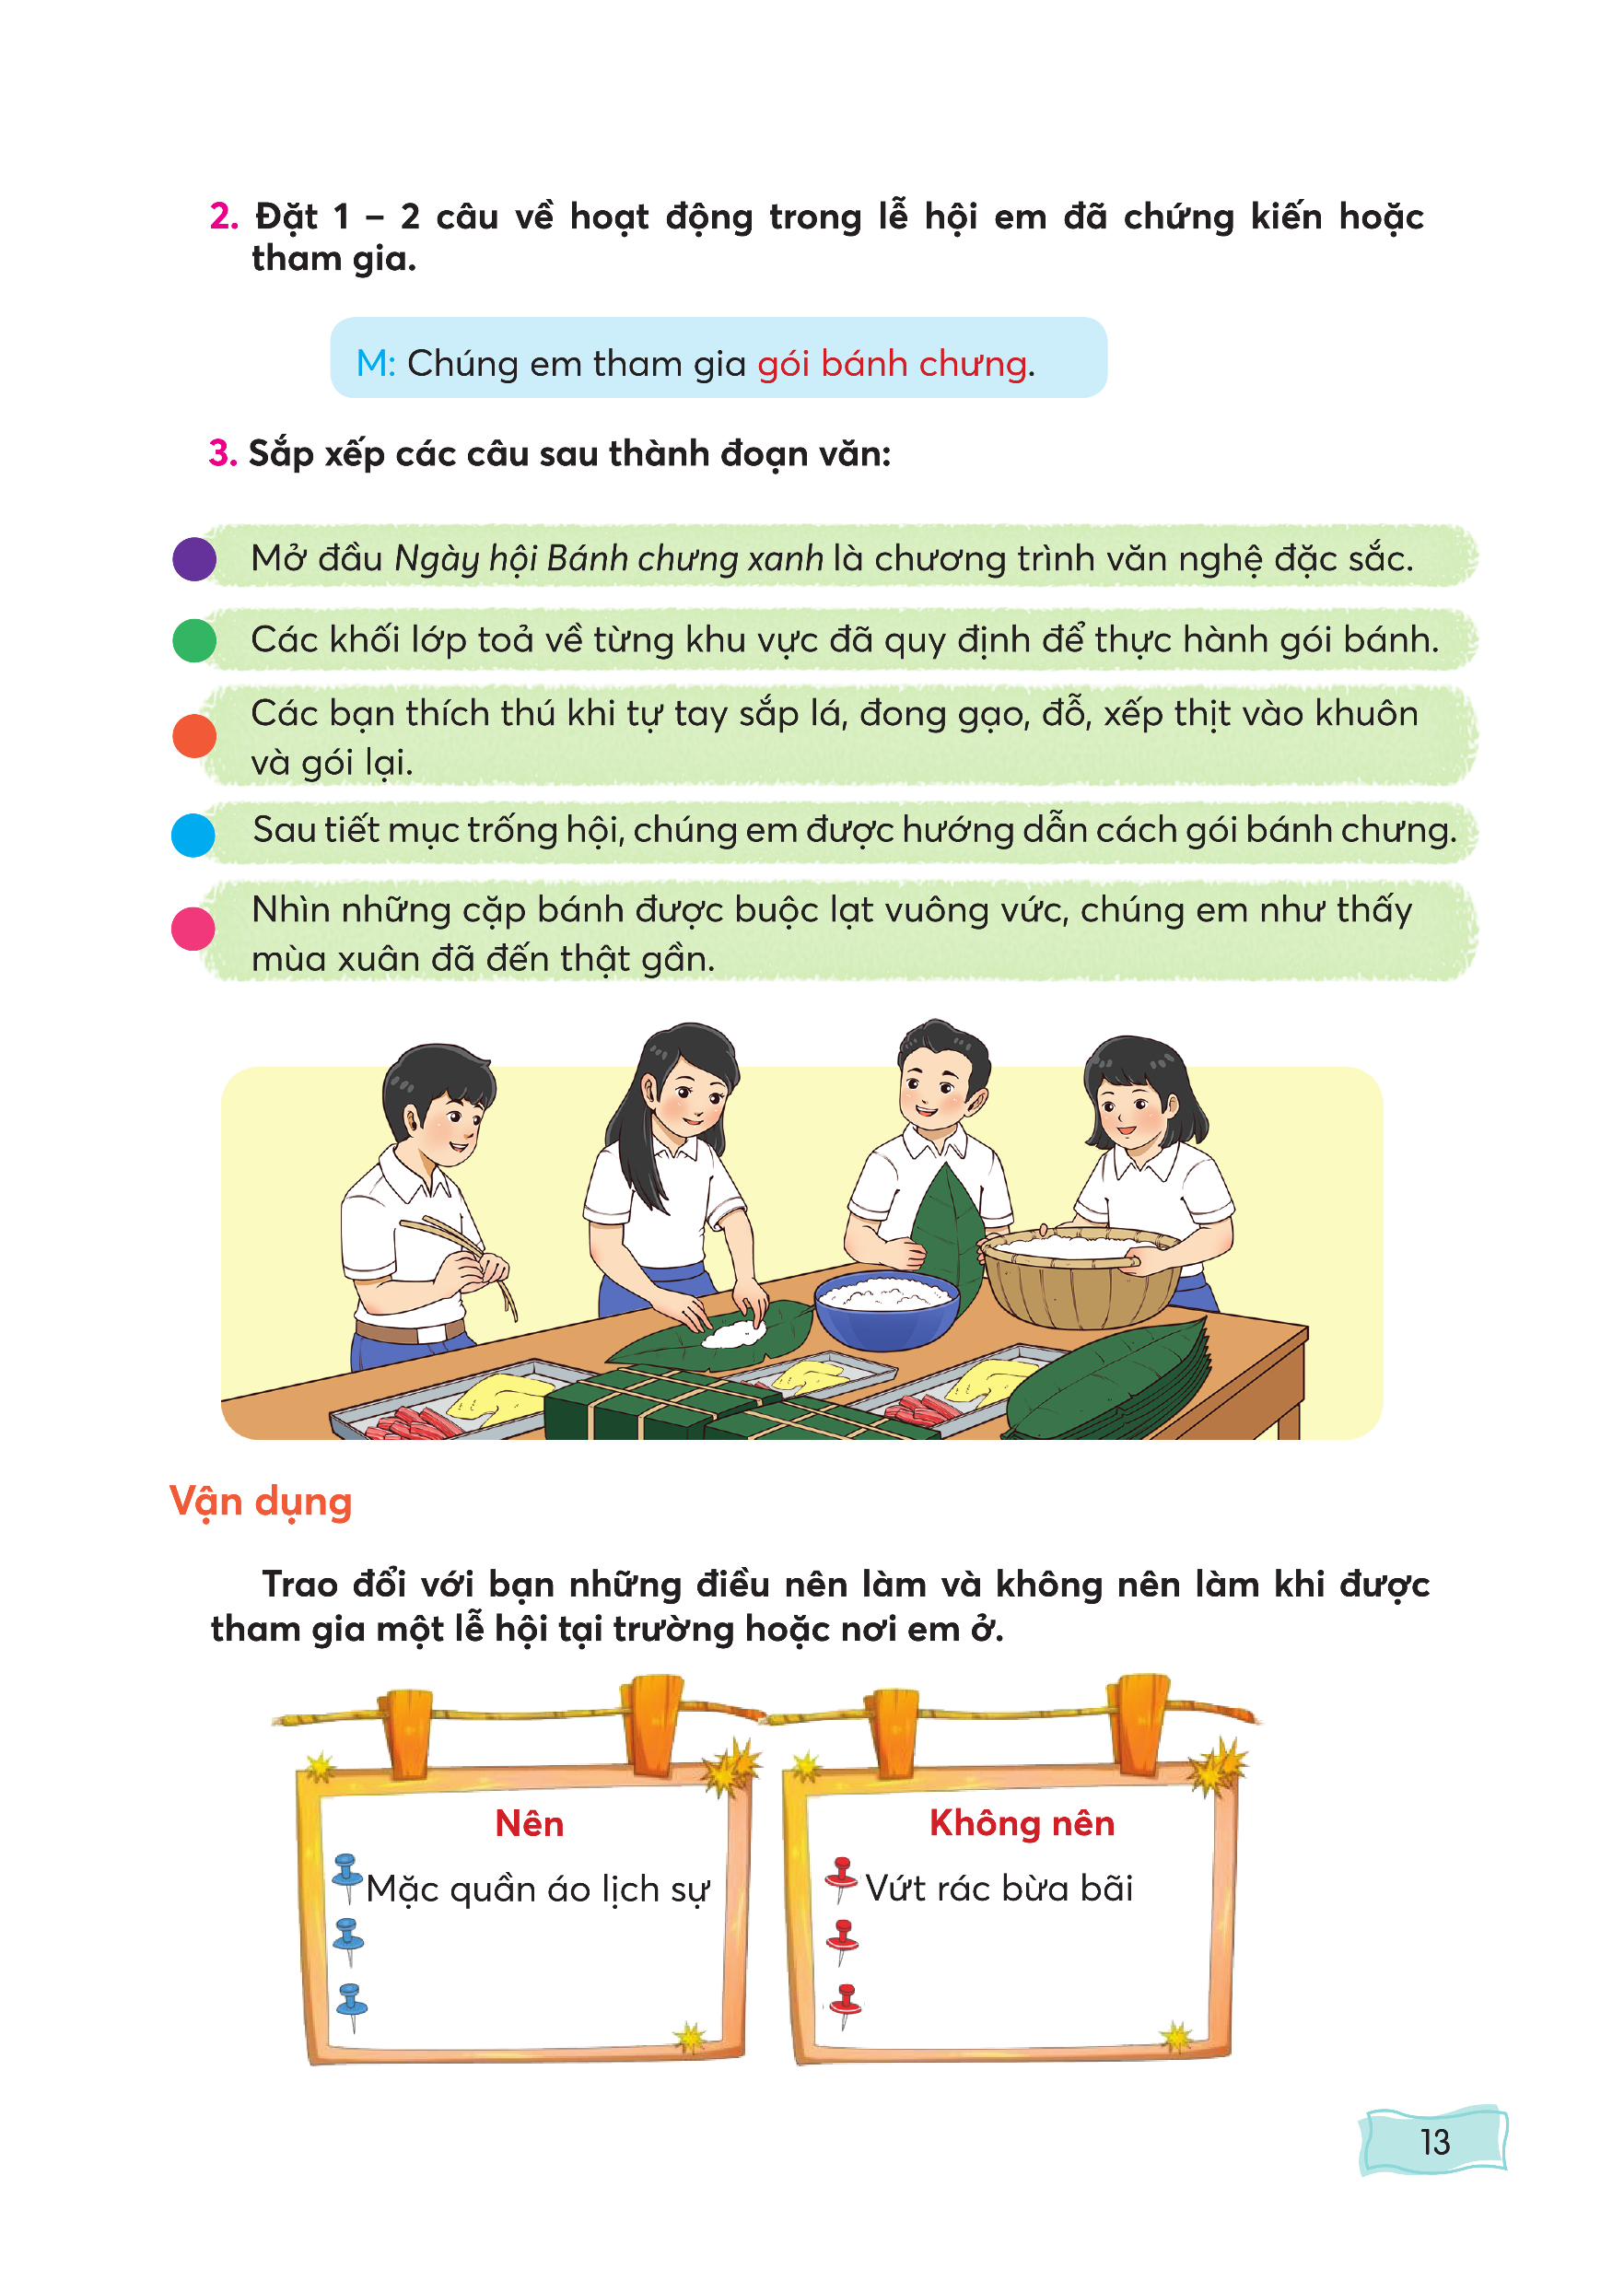 2. Đặt 1 – 2 câu về hoạt động trong lễ hội em đã chứng kiến hoặc
tham gia.
M: Chúng em tham gia gói bánh chưng.
3. Sắp xếp các câu sau thành đoạn văn:
Mở đầu Ngày hội Bánh chưng xanh là chương trình văn nghệ đặc sắc.
Các khối lớp toả về từng khu vực đã quy định để thực hành gói bánh.
Các bạn thích thú khi tự tay sắp lá, đong gạo, đỗ, xếp thịt vào khuôn
và gói lại.
Sau tiết mục trống hội, chúng em được hướng dẫn cách gói bánh chưng.
Nhìn những cặp bánh được buộc lạt vuông vức, chúng em như thấy
mùa xuân đã đến thật gần.
Vận dụng
Trao đổi với bạn những điều nên làm và không nên làm khi được
tham gia một lễ hội tại trường hoặc nơi em ở.
Nên
Mặc quần áo lịch sự
Không nên
Vứt rác bừa bãi
13